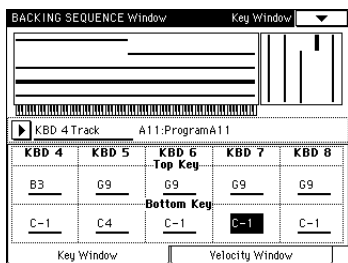 BACKING SEQUENCE Window Key Window
KBD 4 Track A11:ProgramA11
KBD 4 KBD 5 KBD 6 KBD 7 KBD 8
Top Key
B3 G9 G9 G9 G9
Bottom Key
C-1 C4 C-1 C-1 C-1
Key Window Velocity Window